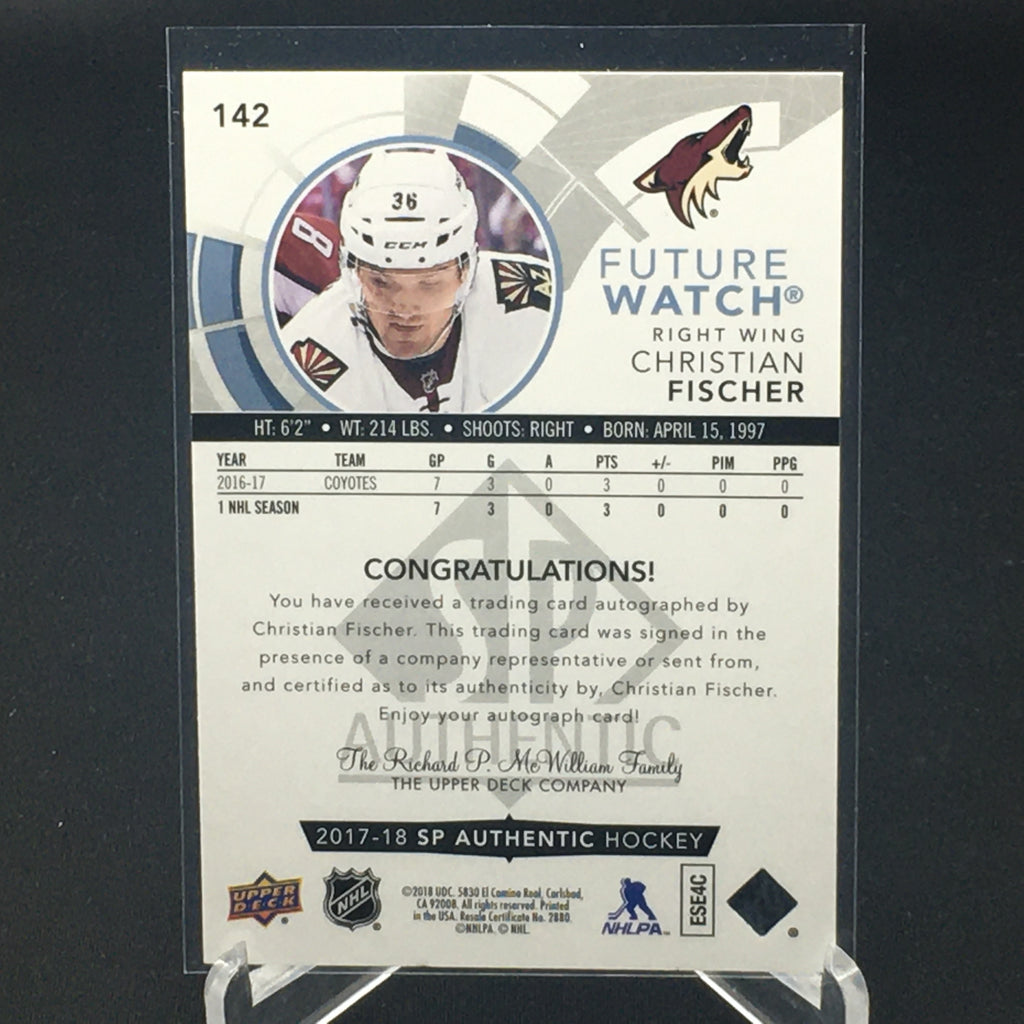 142
36
CCM
8
AZ
FUTURE
WATCH®
RIGHT WING
CHRISTIAN
FISCHER
HT: 6'2" • WT: 214 LBS. • SHOOTS: RIGHT • BORN: APRIL 15, 1997
YEAR TEAM GP G A PTS +/- PIM PPG
2016-17 COYOTES 7 3 0 3 0 0 0
1 NHL SEASON 7 3 0 3 0 0 0
CONGRATULATIONS!
You have received a trading card autographed by
Christian Fischer. This trading card was signed in the
presence of a company representative or sent from,
and certified as to its authenticity by, Christian Fischer.
Enjoy your autograph card!
SP
AUTHENTIC
The Richard P. McWilliam Family
THE UPPER DECK COMPANY
2017-18 SP AUTHENTIC HOCKEY
UPPER
DECK
NHL
©2018 UDC. 5830 El Camino Real, Carlsbad,
CA 92008. All rights reserved. Printed
in the USA. Resale Certificate No. 2880.
©NHLPA. © NHL.
NHLPA
ESE4C